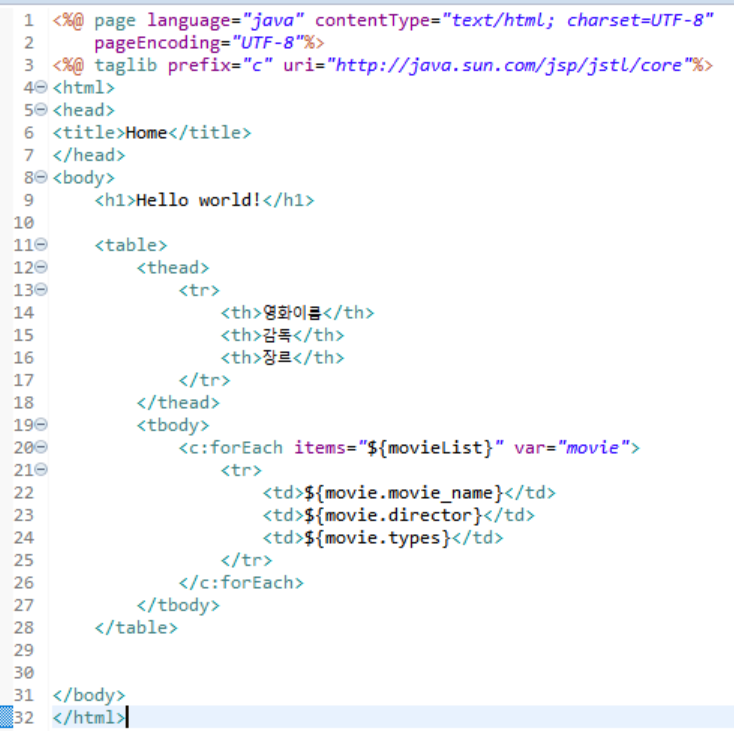 1 <%@ page language="java" contentType="text/html; charset=UTF-8"
2     pageEncoding="UTF-8"%>
3 <%@ taglib prefix="c" uri="http://java.sun.com/jsp/jstl/core"%>
4 <html>
5 <head>
6 <title>Home</title>
7 </head>
8 <body>
9     <h1>Hello world!</h1>
10
11     <table>
12         <thead>
13             <tr>
14                 <th>영화이름</th>
15                 <th>감독</th>
16                 <th>장르</th>
17             </tr>
18         </thead>
19         <tbody>
20             <c:forEach items="${movieList}" var="movie">
21                 <tr>
22                     <td>${movie.movie_name}</td>
23                     <td>${movie.director}</td>
24                     <td>${movie.types}</td>
25                 </tr>
26             </c:forEach>
27         </tbody>
28     </table>
29
30
31 </body>
32 </html>